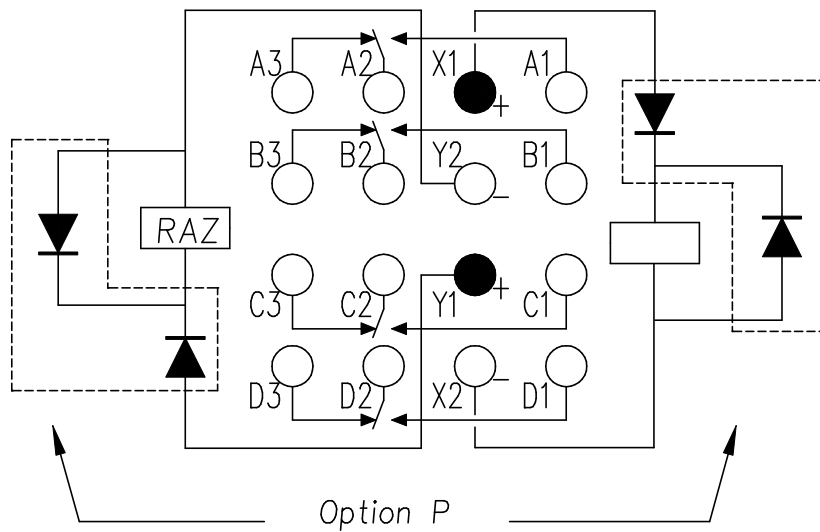 A3 A2 X1 A1
+
B3 B2 Y2 B1
−
RAZ
+
C3 C2 Y1 C1
−
D3 D2 X2 D1
Option P